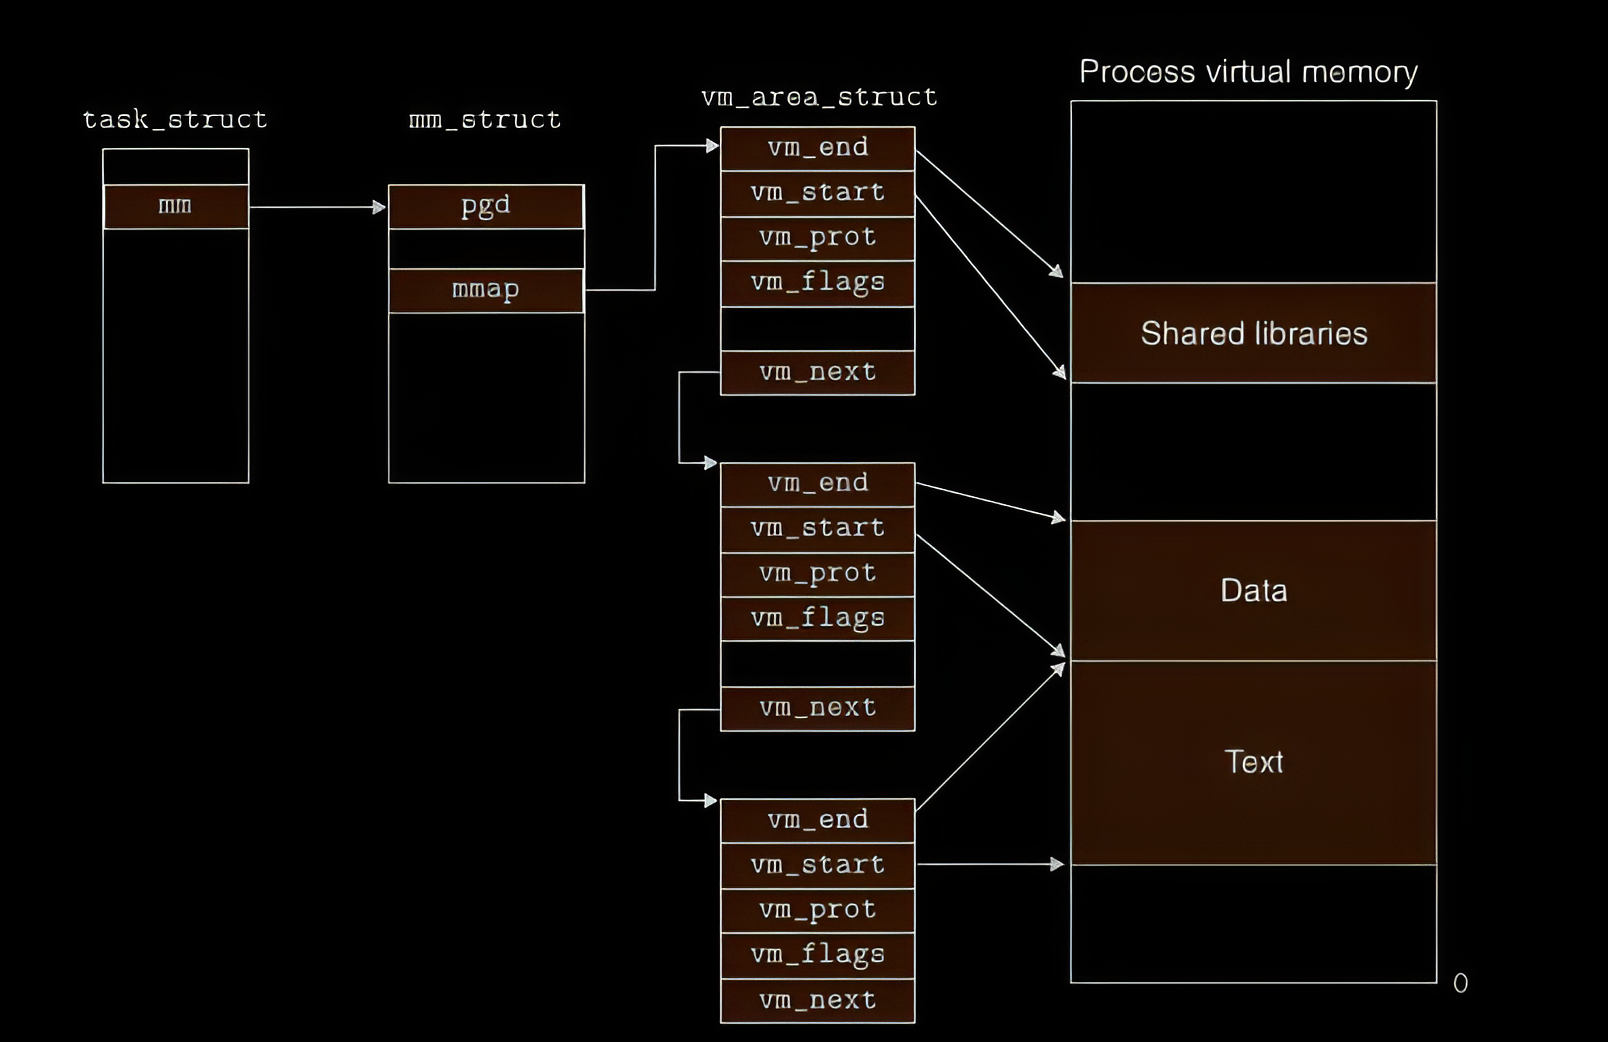 task_struct
mm
mm_struct
pgd
mmap
vm_area_struct
vm_end
vm_start
vm_prot
vm_flags
vm_next
vm_end
vm_start
vm_prot
vm_flags
vm_next
vm_end
vm_start
vm_prot
vm_flags
vm_next
Process virtual memory
Shared libraries
Data
Text
0